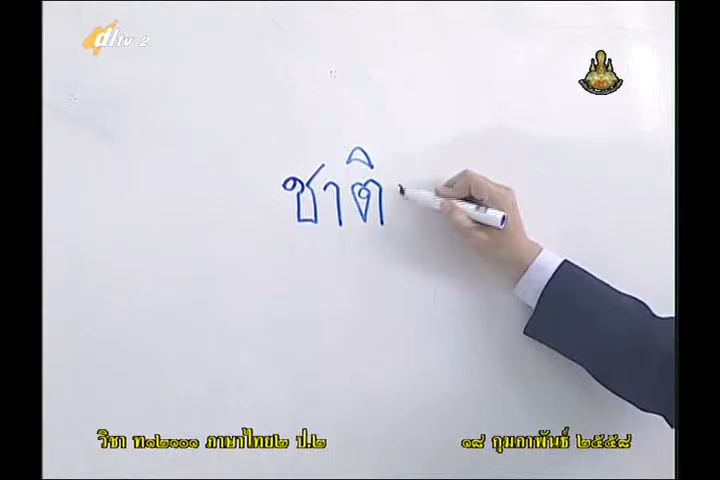 dltv-2
ชาติ
วิชา ท๑๒๑๐๑ ภาษาไทย๒ ป.๒
๑๘ กุมภาพันธ์ ๒๕๕๘